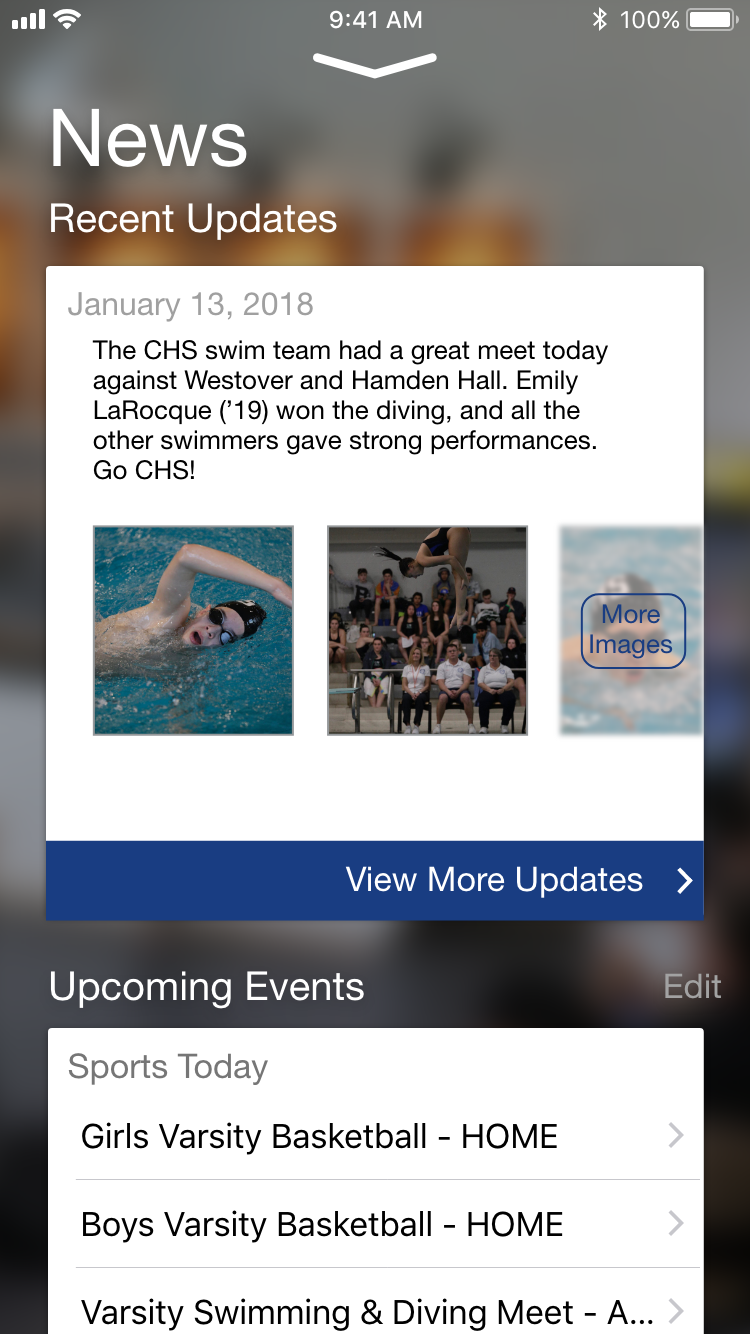 9:41 AM
100%
News
Recent Updates
January 13, 2018
The CHS swim team had a great meet today
against Westover and Hamden Hall. Emily
LaRocque (’19) won the diving, and all the
other swimmers gave strong performances.
Go CHS!
More
Images
View More Updates
Upcoming Events
Edit
Sports Today
Girls Varsity Basketball - HOME
Boys Varsity Basketball - HOME
Varsity Swimming & Diving Meet - A...